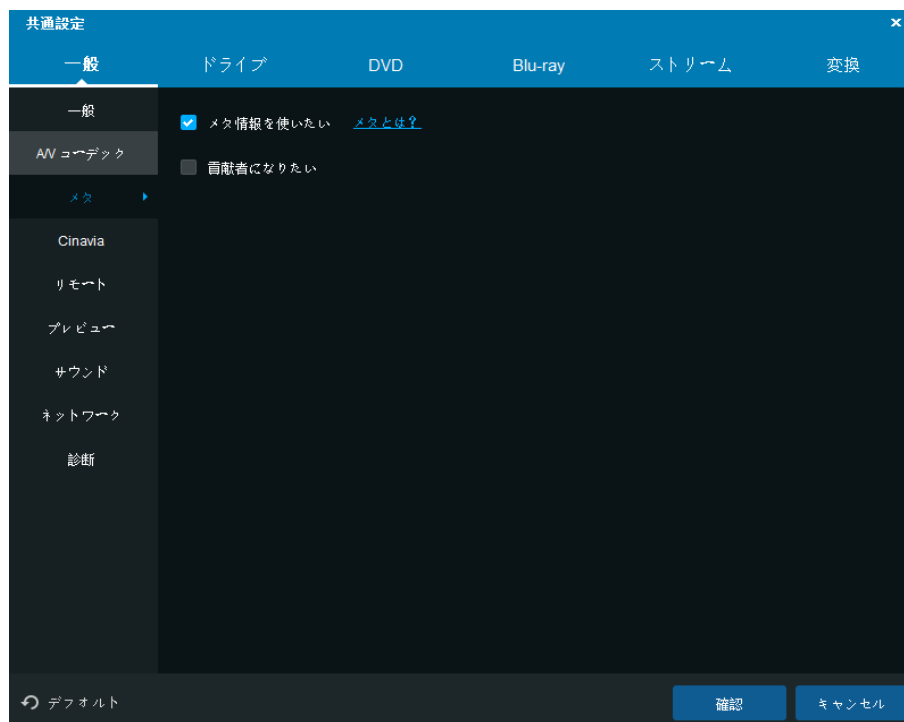 共通設定 ×
一般 ドライブ DVD Blu-ray ストリーム 変換
一般
A/V コーデック
メタ
Cinavia
リモート
プレビュー
サウンド
ネットワーク
診断
メタ情報を使いたい メタとは?
貢献者になりたい
デフォルト 確認 キャンセル